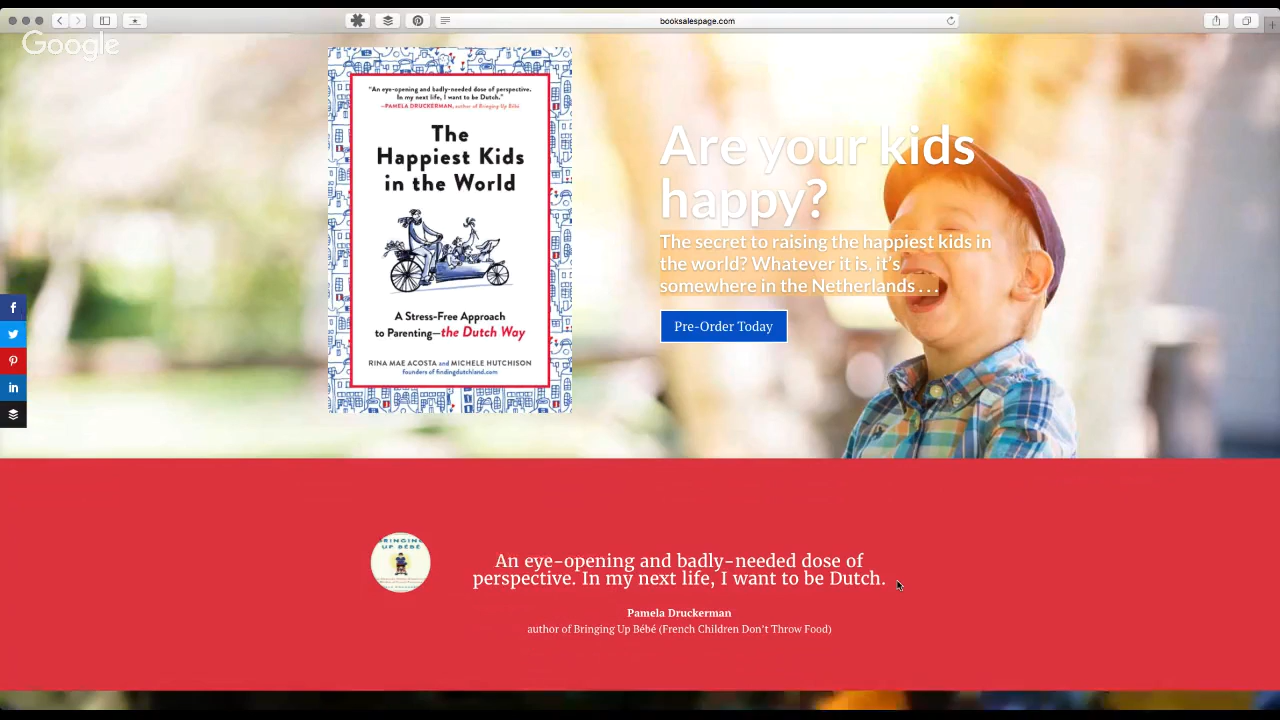 booksalespage.com
Google
"An eye-opening and badly-needed dose of perspective.
In my next life, I want to be Dutch."
—PAMELA DRUCKERMAN, author of Bringing Up Bébé
The
Happiest Kids
in the World
A Stress-Free Approach
to Parenting—the Dutch Way
RINA MAE ACOSTA and MICHELE HUTCHISON
founders of findingdutchland.com
Are your kids
happy?
The secret to raising the happiest kids in
the world? Whatever it is, it's
somewhere in the Netherlands . . .
Pre-Order Today
f
in
BRINGING
UP BÉBÉ
An eye-opening and badly-needed dose of
perspective. In my next life, I want to be Dutch.
Pamela Druckerman
author of Bringing Up Bébé (French Children Don't Throw Food)